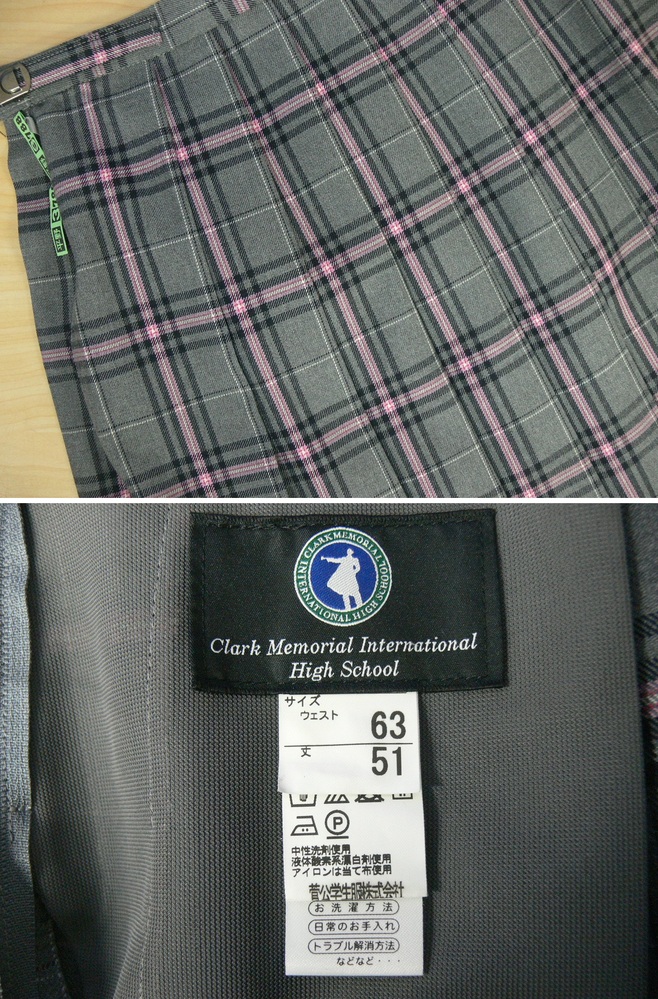 CLARK MEMORIAL
INTERNATIONAL HIGH SCHOOL
Clark Memorial International
High School
サイズ
ウェスト
63
丈
51
P
中性洗剤使用
液体酸素系漂白剤使用
アイロンは当て布使用
菅公学生服株式会社
お洗濯方法
日常のお手入れ
トラブル解消方法
などなど・・・